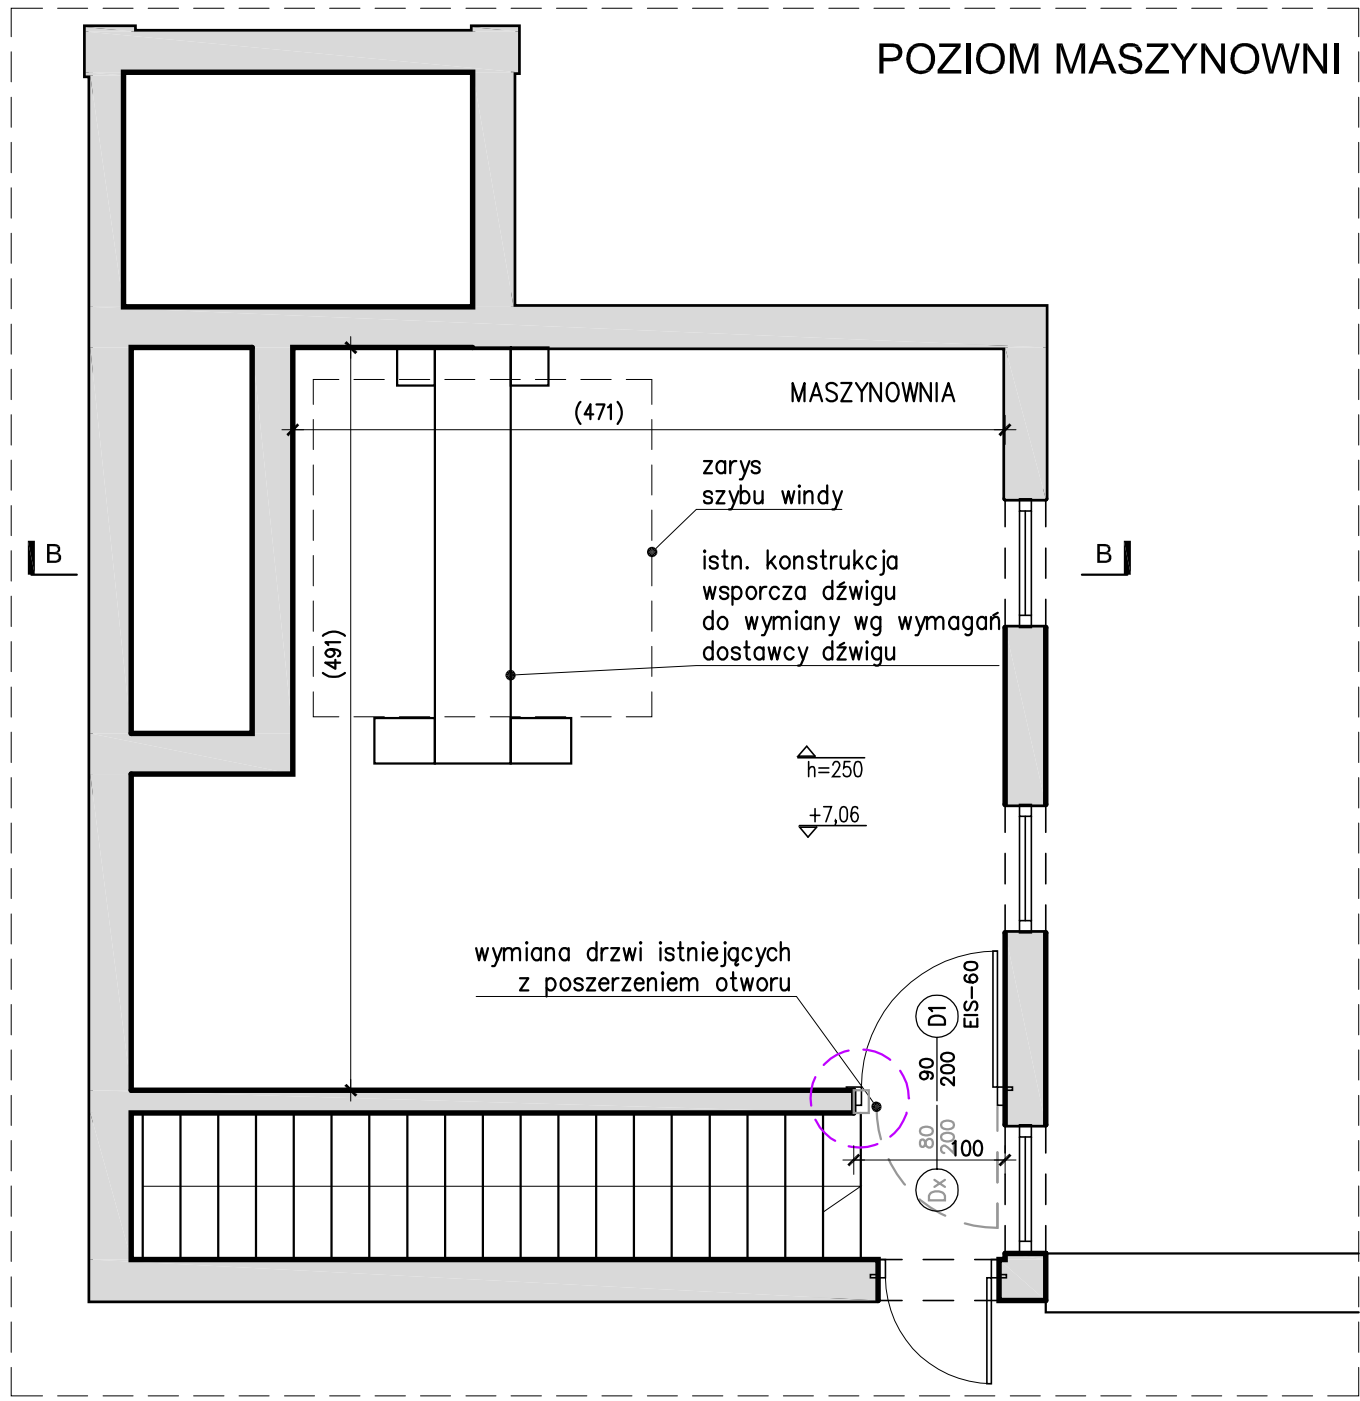 POZIOM MASZYNOWNI
MASZYNOWNIA
(471)
zarys
szybu windy
B
B
istn. konstrukcja
wsporcza dźwigu
do wymiany wg wymagań
dostawcy dźwigu
(491)
h=250
+7,06
wymiana drzwi istniejących
z poszerzeniem otworu
D1
EIS-60
90
200
80
200
100
Dx